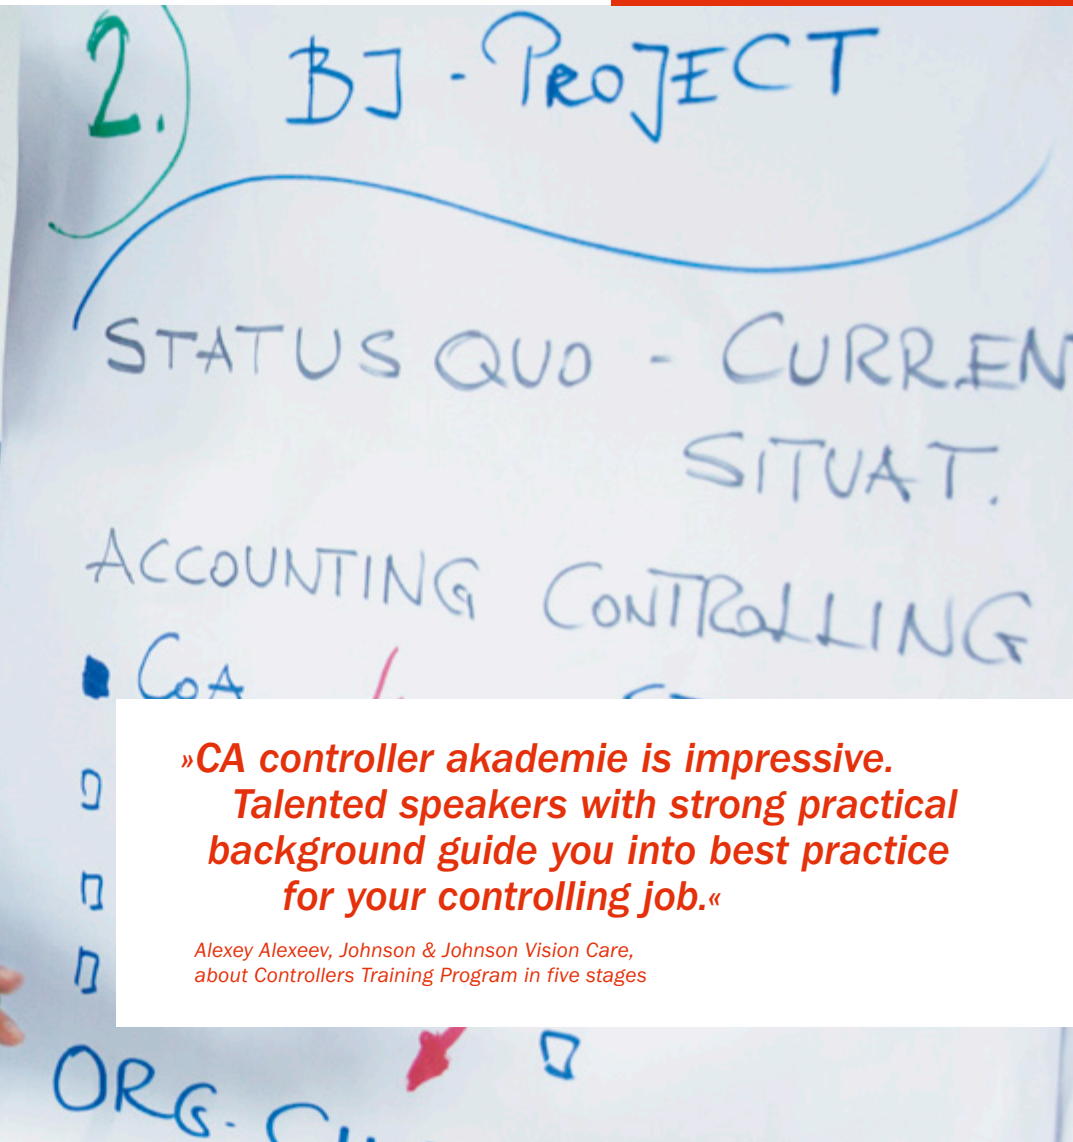 2. BJ - PROJECT
STATUS QUO - CURREN
SITUAT.
ACCOUNTING CONTROLLING
COA
»CA controller akademie is impressive.
Talented speakers with strong practical
background guide you into best practice
for your controlling job.«
Alexey Alexeev, Johnson & Johnson Vision Care,
about Controllers Training Program in five stages
ORG.